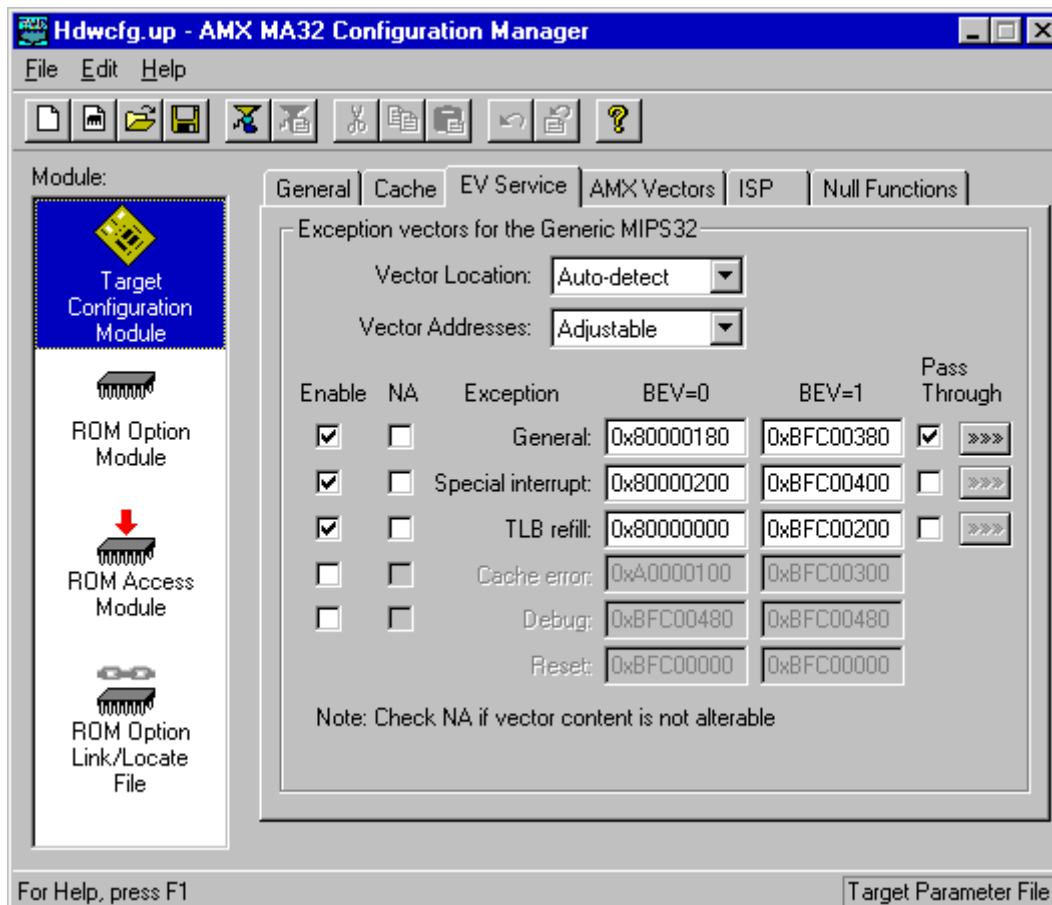 Hdwcfg.up - AMX MA32 Configuration Manager
File Edit Help
Module:
Target
Configuration
Module
ROM Option
Module
ROM Access
Module
ROM Option
Link/Locate
File
General Cache EV Service AMX Vectors ISP Null Functions
Exception vectors for the Generic MIPS32
Vector Location: Auto-detect
Vector Addresses: Adjustable
Pass
Enable NA Exception BEV=0 BEV=1 Through
General: 0x80000180 0xBFC00380 >>>
Special interrupt: 0x80000200 0xBFC00400 >>>
TLB refill: 0x80000000 0xBFC00200 >>>
Cache error: 0xA0000100 0xBFC00300
Debug: 0xBFC00480 0xBFC00480
Reset: 0xBFC00000 0xBFC00000
Note: Check NA if vector content is not alterable
For Help, press F1
Target Parameter File